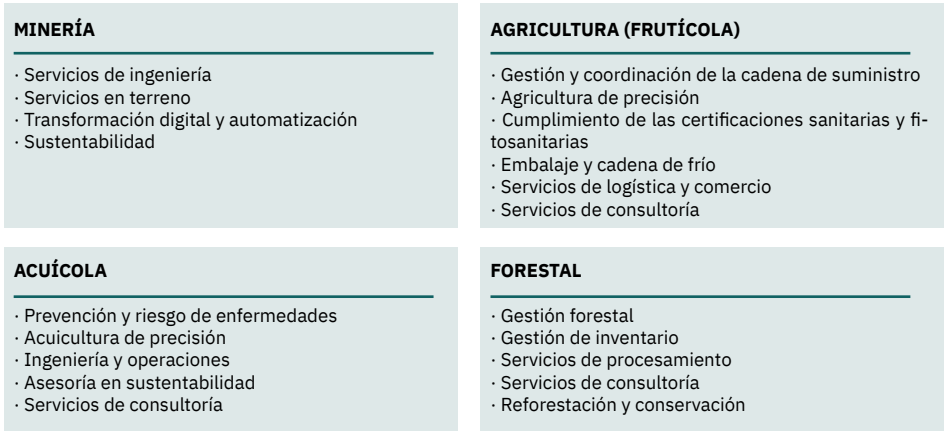 MINERÍA
· Servicios de ingeniería
· Servicios en terreno
· Transformación digital y automatización
· Sustentabilidad
AGRICULTURA (FRUTÍCOLA)
· Gestión y coordinación de la cadena de suministro
· Agricultura de precisión
· Cumplimiento de las certificaciones sanitarias y fi-
tosanitarias
· Embalaje y cadena de frío
· Servicios de logística y comercio
· Servicios de consultoría
ACUÍCOLA
· Prevención y riesgo de enfermedades
· Acuicultura de precisión
· Ingeniería y operaciones
· Asesoría en sustentabilidad
· Servicios de consultoría
FORESTAL
· Gestión forestal
· Gestión de inventario
· Servicios de procesamiento
· Servicios de consultoría
· Reforestación y conservación